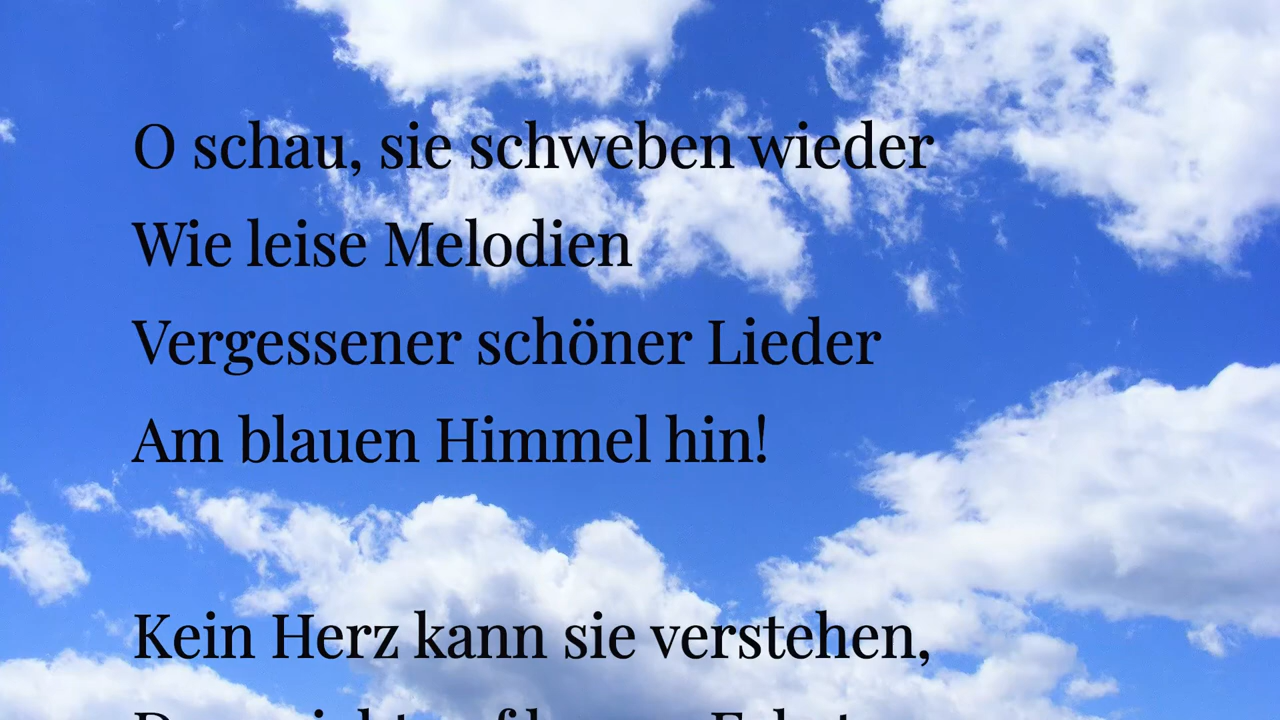 O schau, sie schweben wieder
Wie leise Melodien
Vergessener schöner Lieder
Am blauen Himmel hin!
Kein Herz kann sie verstehen,